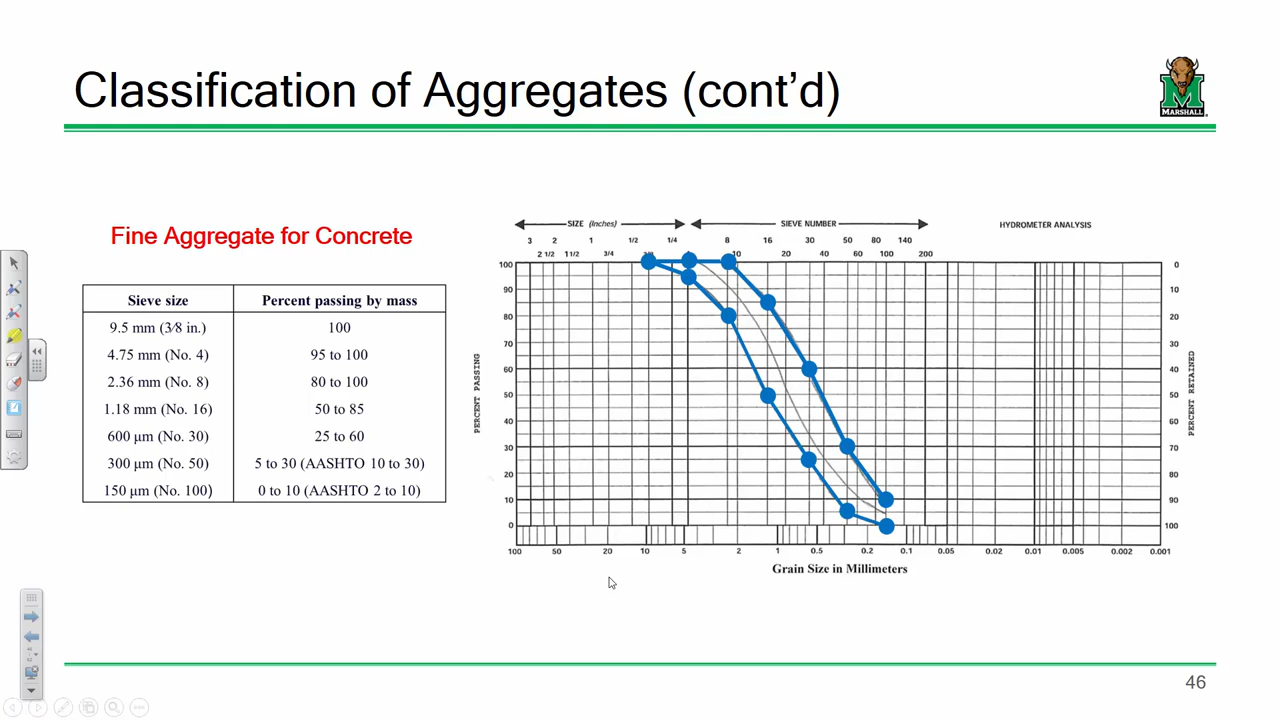 Classification of Aggregates (cont’d)
MARSHALL
Fine Aggregate for Concrete
Sieve size Percent passing by mass
9.5 mm (3⁄8 in.) 100
4.75 mm (No. 4) 95 to 100
2.36 mm (No. 8) 80 to 100
1.18 mm (No. 16) 50 to 85
600 µm (No. 30) 25 to 60
300 µm (No. 50) 5 to 30 (AASHTO 10 to 30)
150 µm (No. 100) 0 to 10 (AASHTO 2 to 10)
SIZE (Inches) SIEVE NUMBER HYDROMETER ANALYSIS
3 2 1 1/2 1/4 8 16 30 50 80 140
2 1/2 1 1/2 3/4 10 20 40 60 100 200
PERCENT PASSING
100 90 80 70 60 50 40 30 20 10 0
0 10 20 30 40 50 60 70 80 90 100
PERCENT RETAINED
100 50 20 10 5 2 1 0.5 0.2 0.1 0.05 0.02 0.01 0.005 0.002 0.001
Grain Size in Millimeters
46